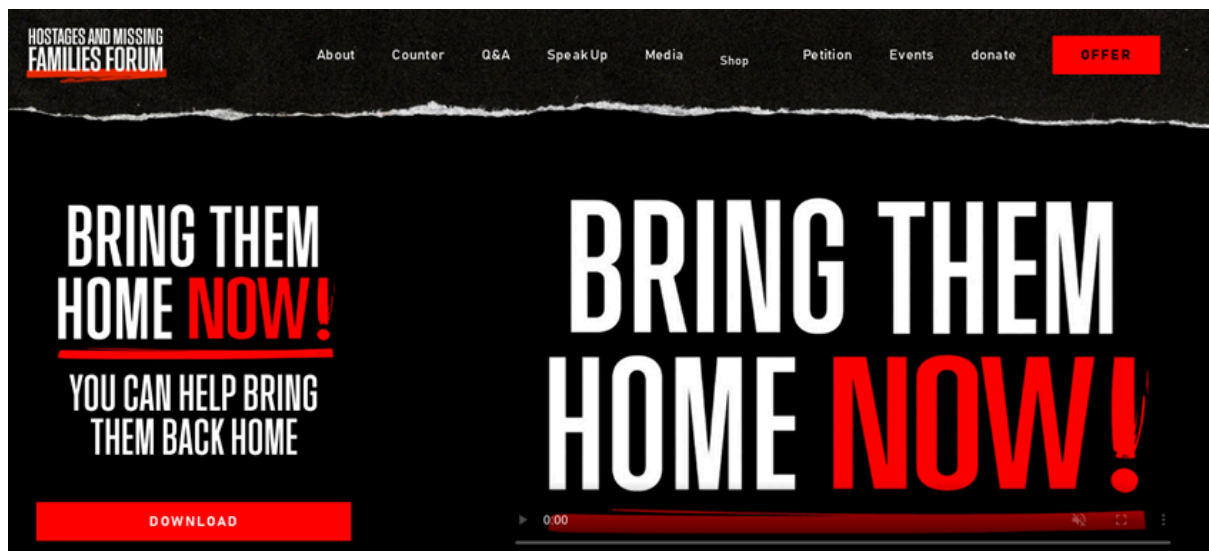 HOSTAGES AND MISSING
FAMILIES FORUM
About Counter Q&A SpeakUp Media Shop Petition Events donate OFFER
BRING THEM
HOME NOW!
YOU CAN HELP BRING
THEM BACK HOME
DOWNLOAD
BRING THEM
HOME NOW!
0:00